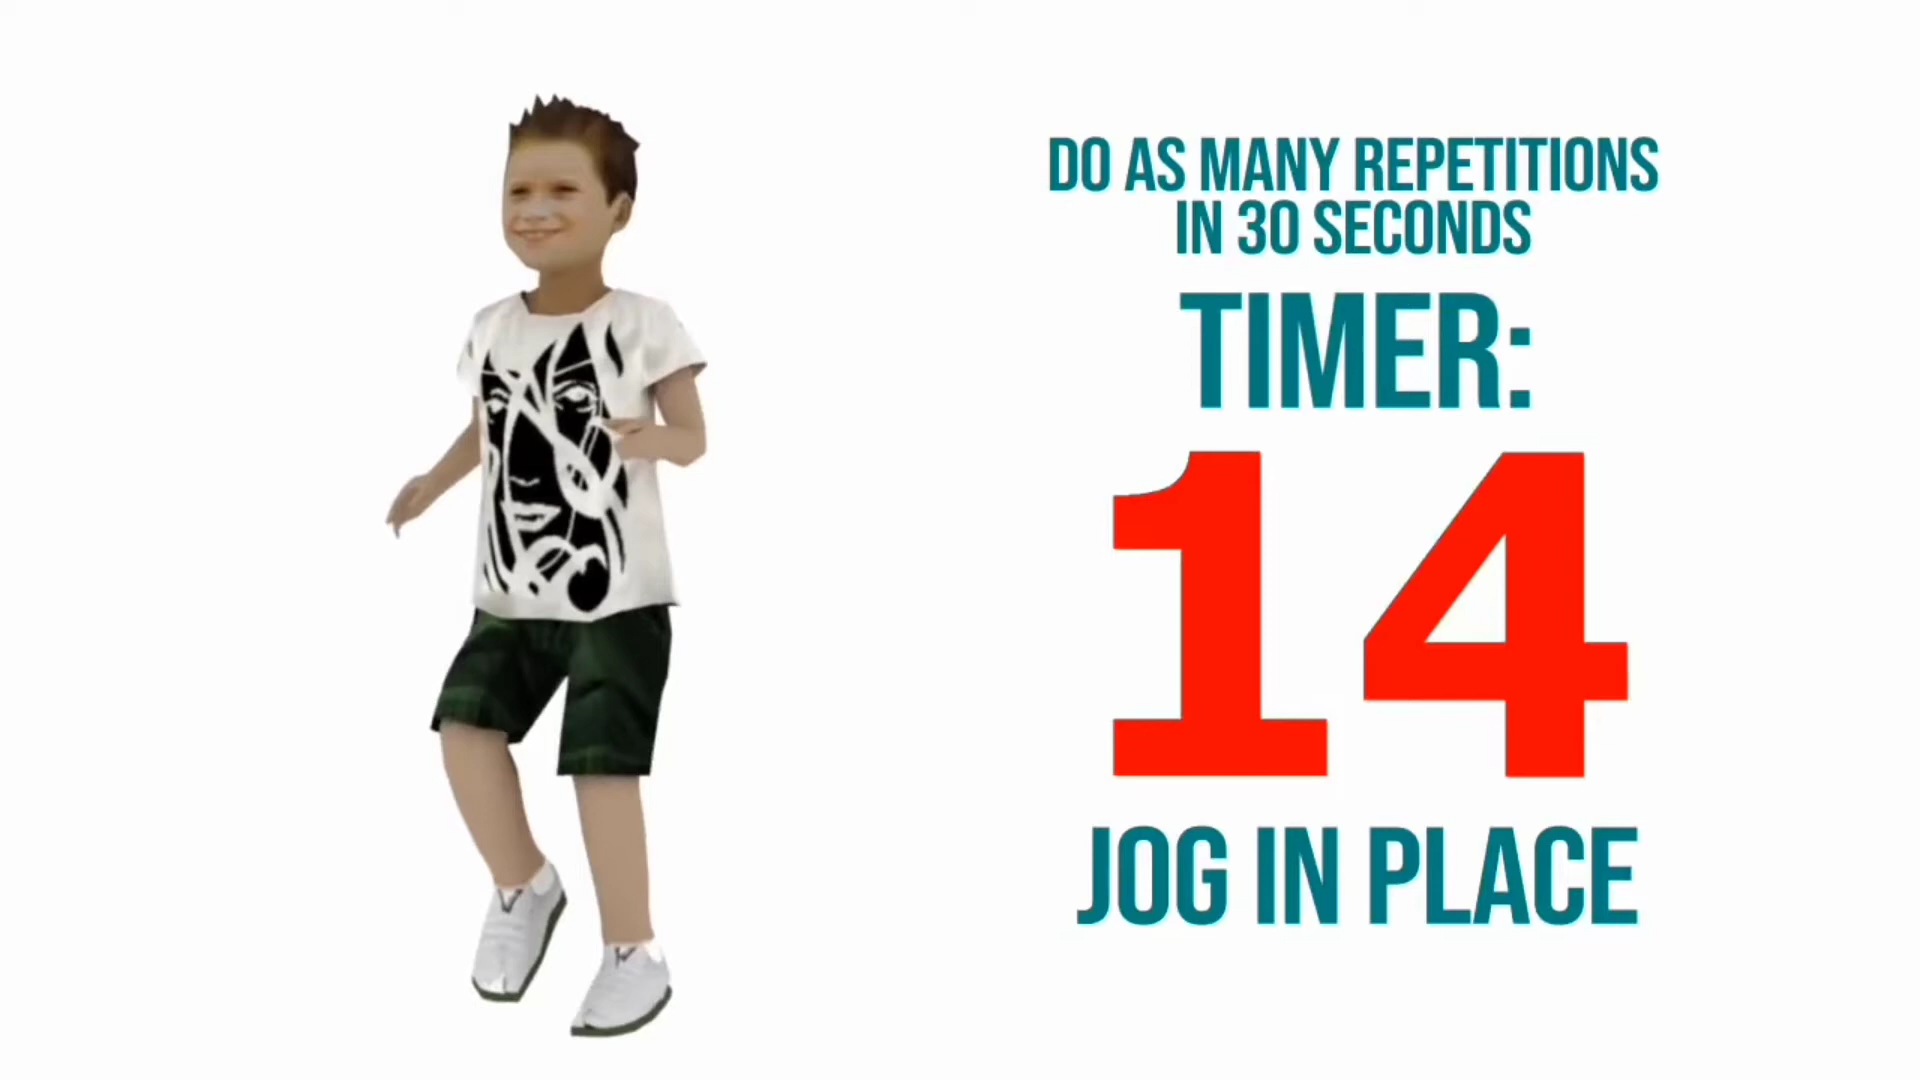 DO AS MANY REPETITIONS
IN 30 SECONDS
TIMER:
14
JOG IN PLACE